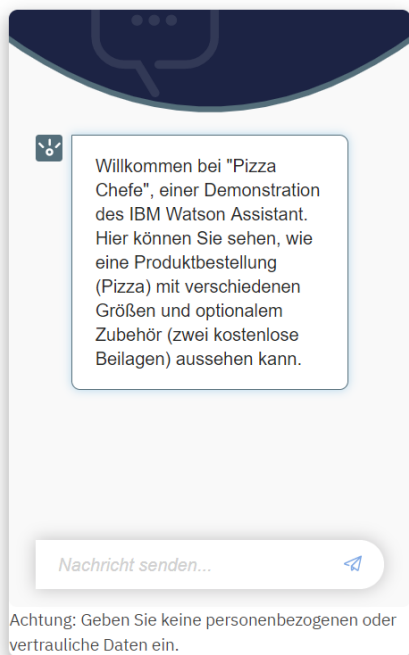 Willkommen bei "Pizza
Chefe", einer Demonstration
des IBM Watson Assistant.
Hier können Sie sehen, wie
eine Produktbestellung
(Pizza) mit verschiedenen
Größen und optionalem
Zubehör (zwei kostenlose
Beilagen) aussehen kann.
Nachricht senden...
Achtung: Geben Sie keine personenbezogenen oder
vertrauliche Daten ein.